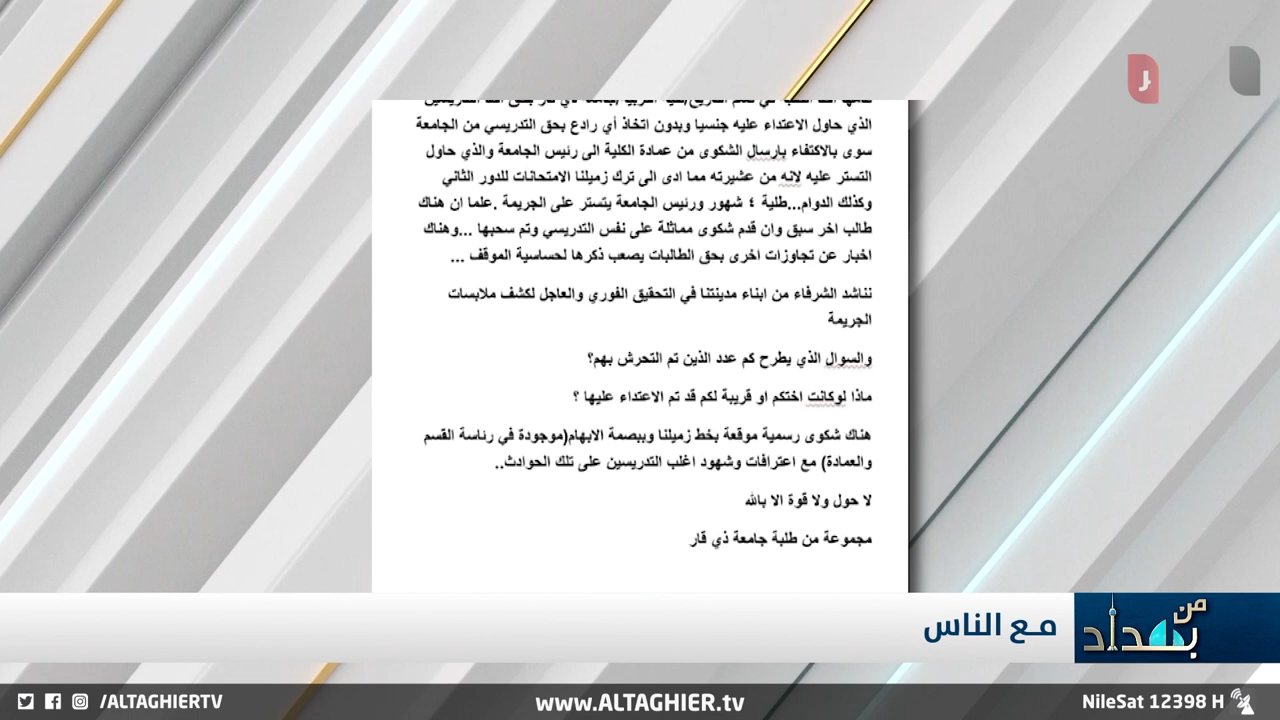 الذي حاول الاعتداء عليه جنسيا وبدون اتخاذ أي رادع بحق التدريسي من الجامعة
سوى بالاكتفاء بإرسال الشكوى من عمادة الكلية الى رئيس الجامعة والذي حاول
التستر عليه لانه من عشيرته مما ادى الى ترك زميلنا الامتحانات للدور الثاني
وكذلك الدوام...طلية ٤ شهور ورئيس الجامعة يتستر على الجريمة .علما ان هناك
طالب اخر سبق وان قدم شكوى مماثلة على نفس التدريسي وتم سحبها ...وهناك
اخبار عن تجاوزات اخرى بحق الطالبات يصعب ذكرها لحساسية الموقف ...
نناشد الشرفاء من ابناء مدينتنا في التحقيق الفوري والعاجل لكشف ملابسات
الجريمة
والسوال الذي يطرح كم عدد الذين تم التحرش بهم؟
ماذا لوكانت اختكم او قريبة لكم قد تم الاعتداء عليها ؟
هناك شكوى رسمية موقعة بخط زميلنا وببصمة الابهام(موجودة في رئاسة القسم
والعمادة) مع اعترافات وشهود اغلب التدريسين على تلك الحوادث..
لا حول ولا قوة الا بالله
مجموعة من طلبة جامعة ذي قار
من بغداد
مع الناس
/ALTAGHIERTV
www.ALTAGHIER.tv
NileSat 12398 H